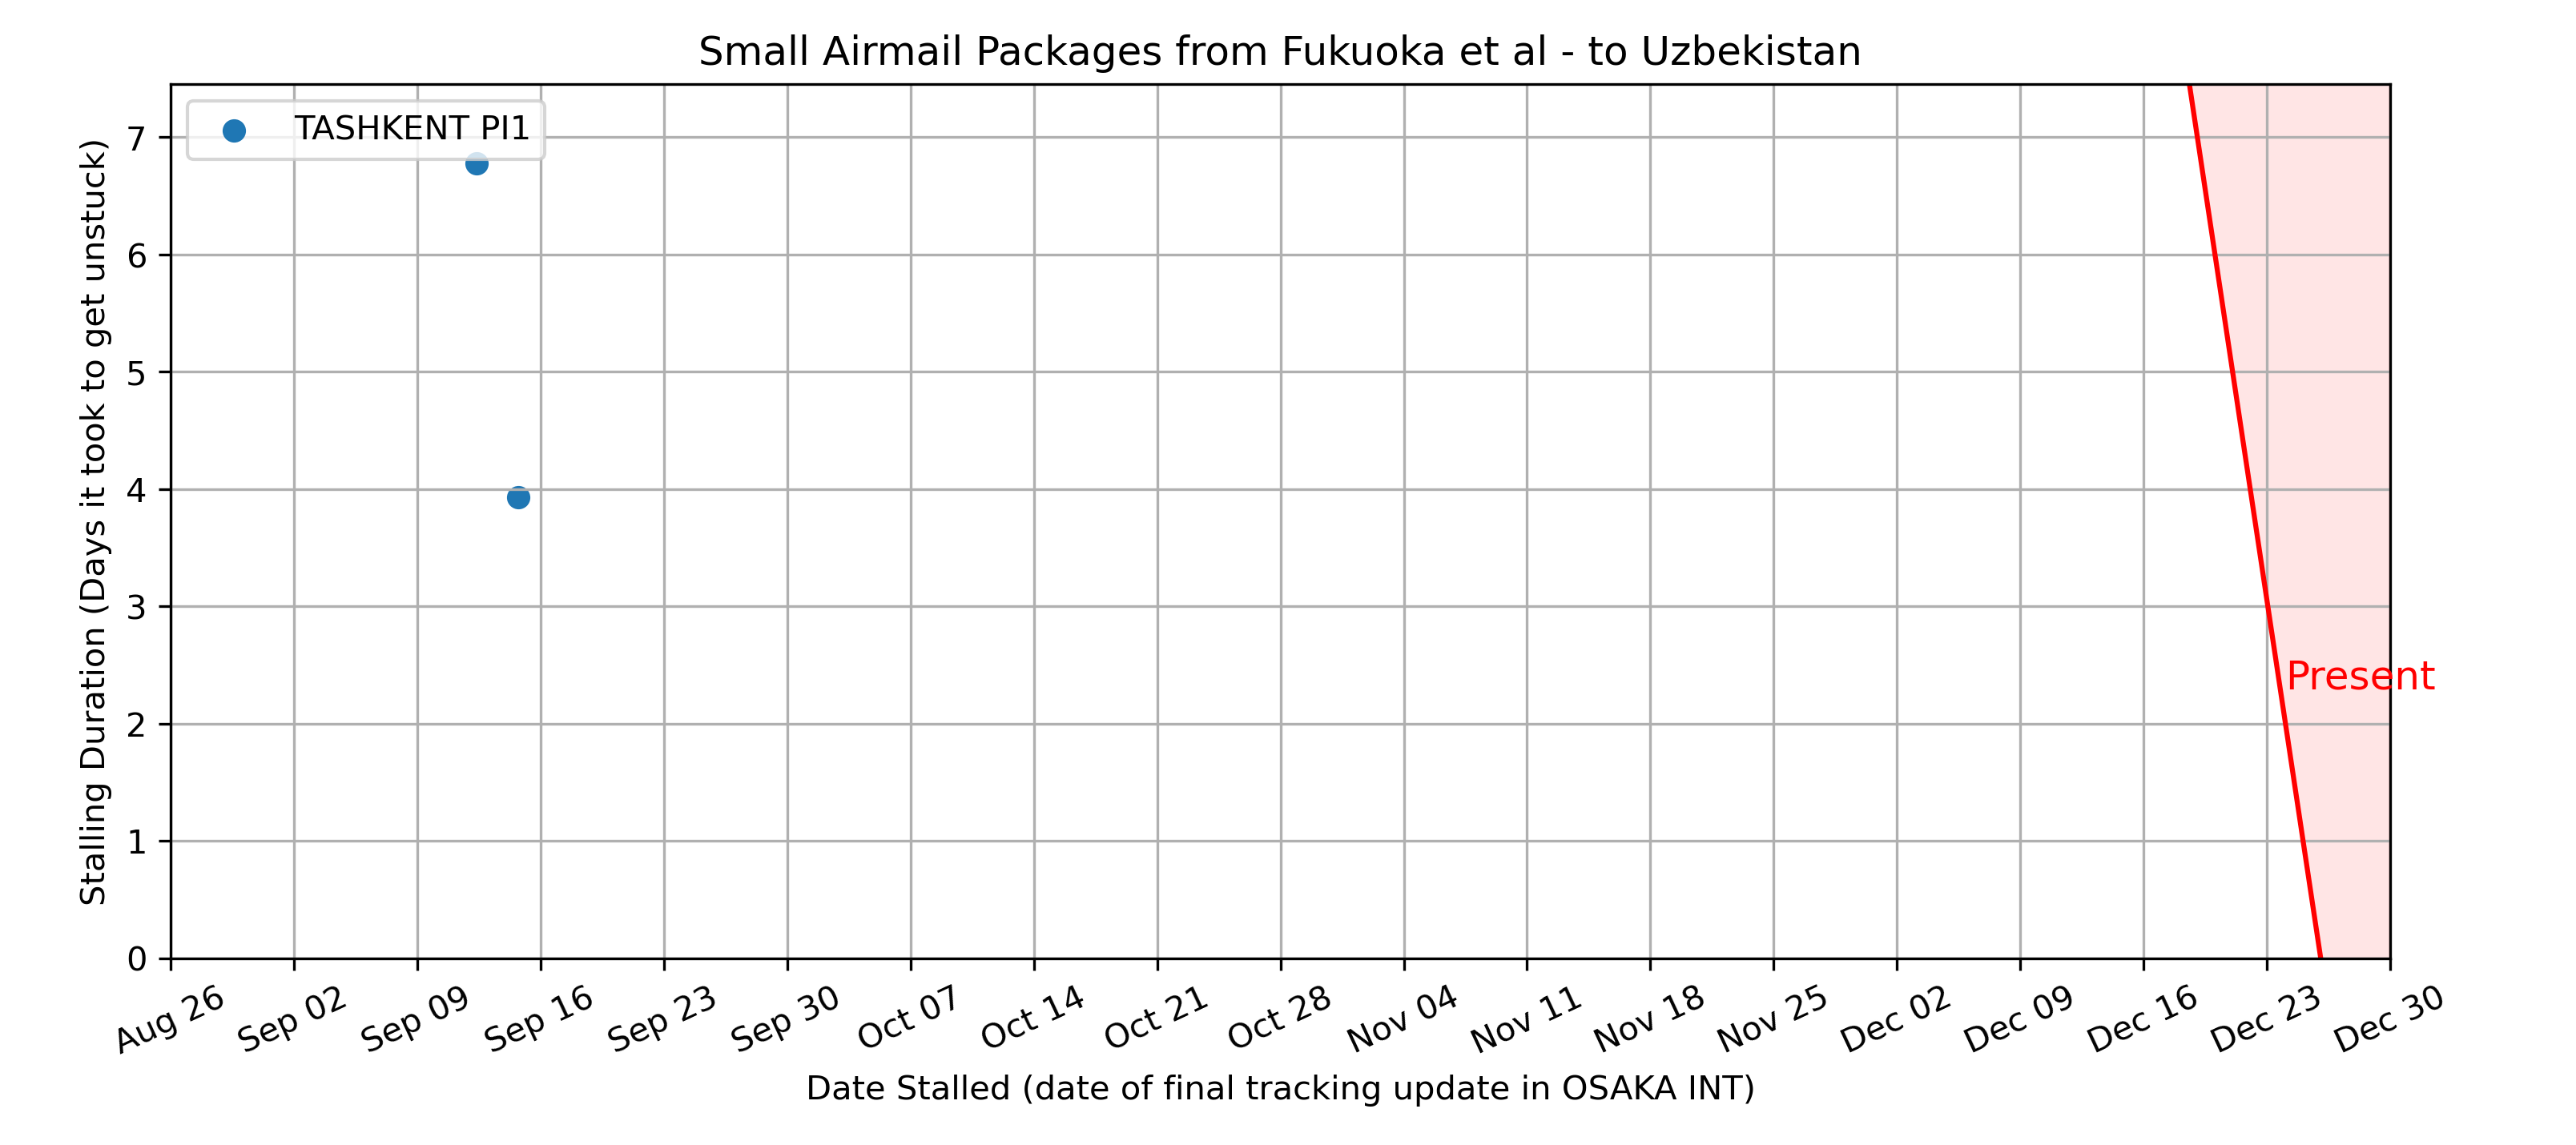 Small Airmail Packages from Fukuoka et al - to Uzbekistan
TASHKENT PI1
Stalling Duration (Days it took to get unstuck)
7
6
5
4
3
2
1
0
Present
Aug 26
Sep 02
Sep 09
Sep 16
Sep 23
Sep 30
Oct 07
Oct 14
Oct 21
Oct 28
Nov 04
Nov 11
Nov 18
Nov 25
Dec 02
Dec 09
Dec 16
Dec 23
Dec 30
Date Stalled (date of final tracking update in OSAKA INT)